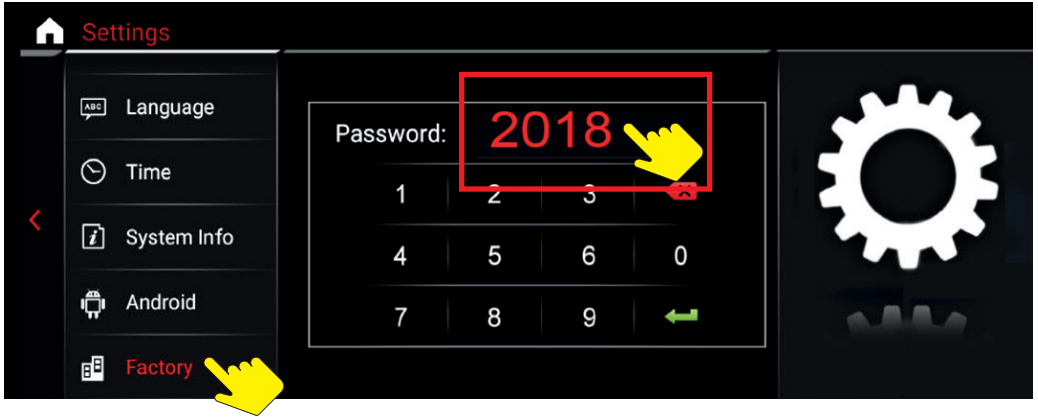 Settings
ABC Language
Time
i System Info
Android
Factory
Password: 2018
1 2 3
4 5 6 0
7 8 9